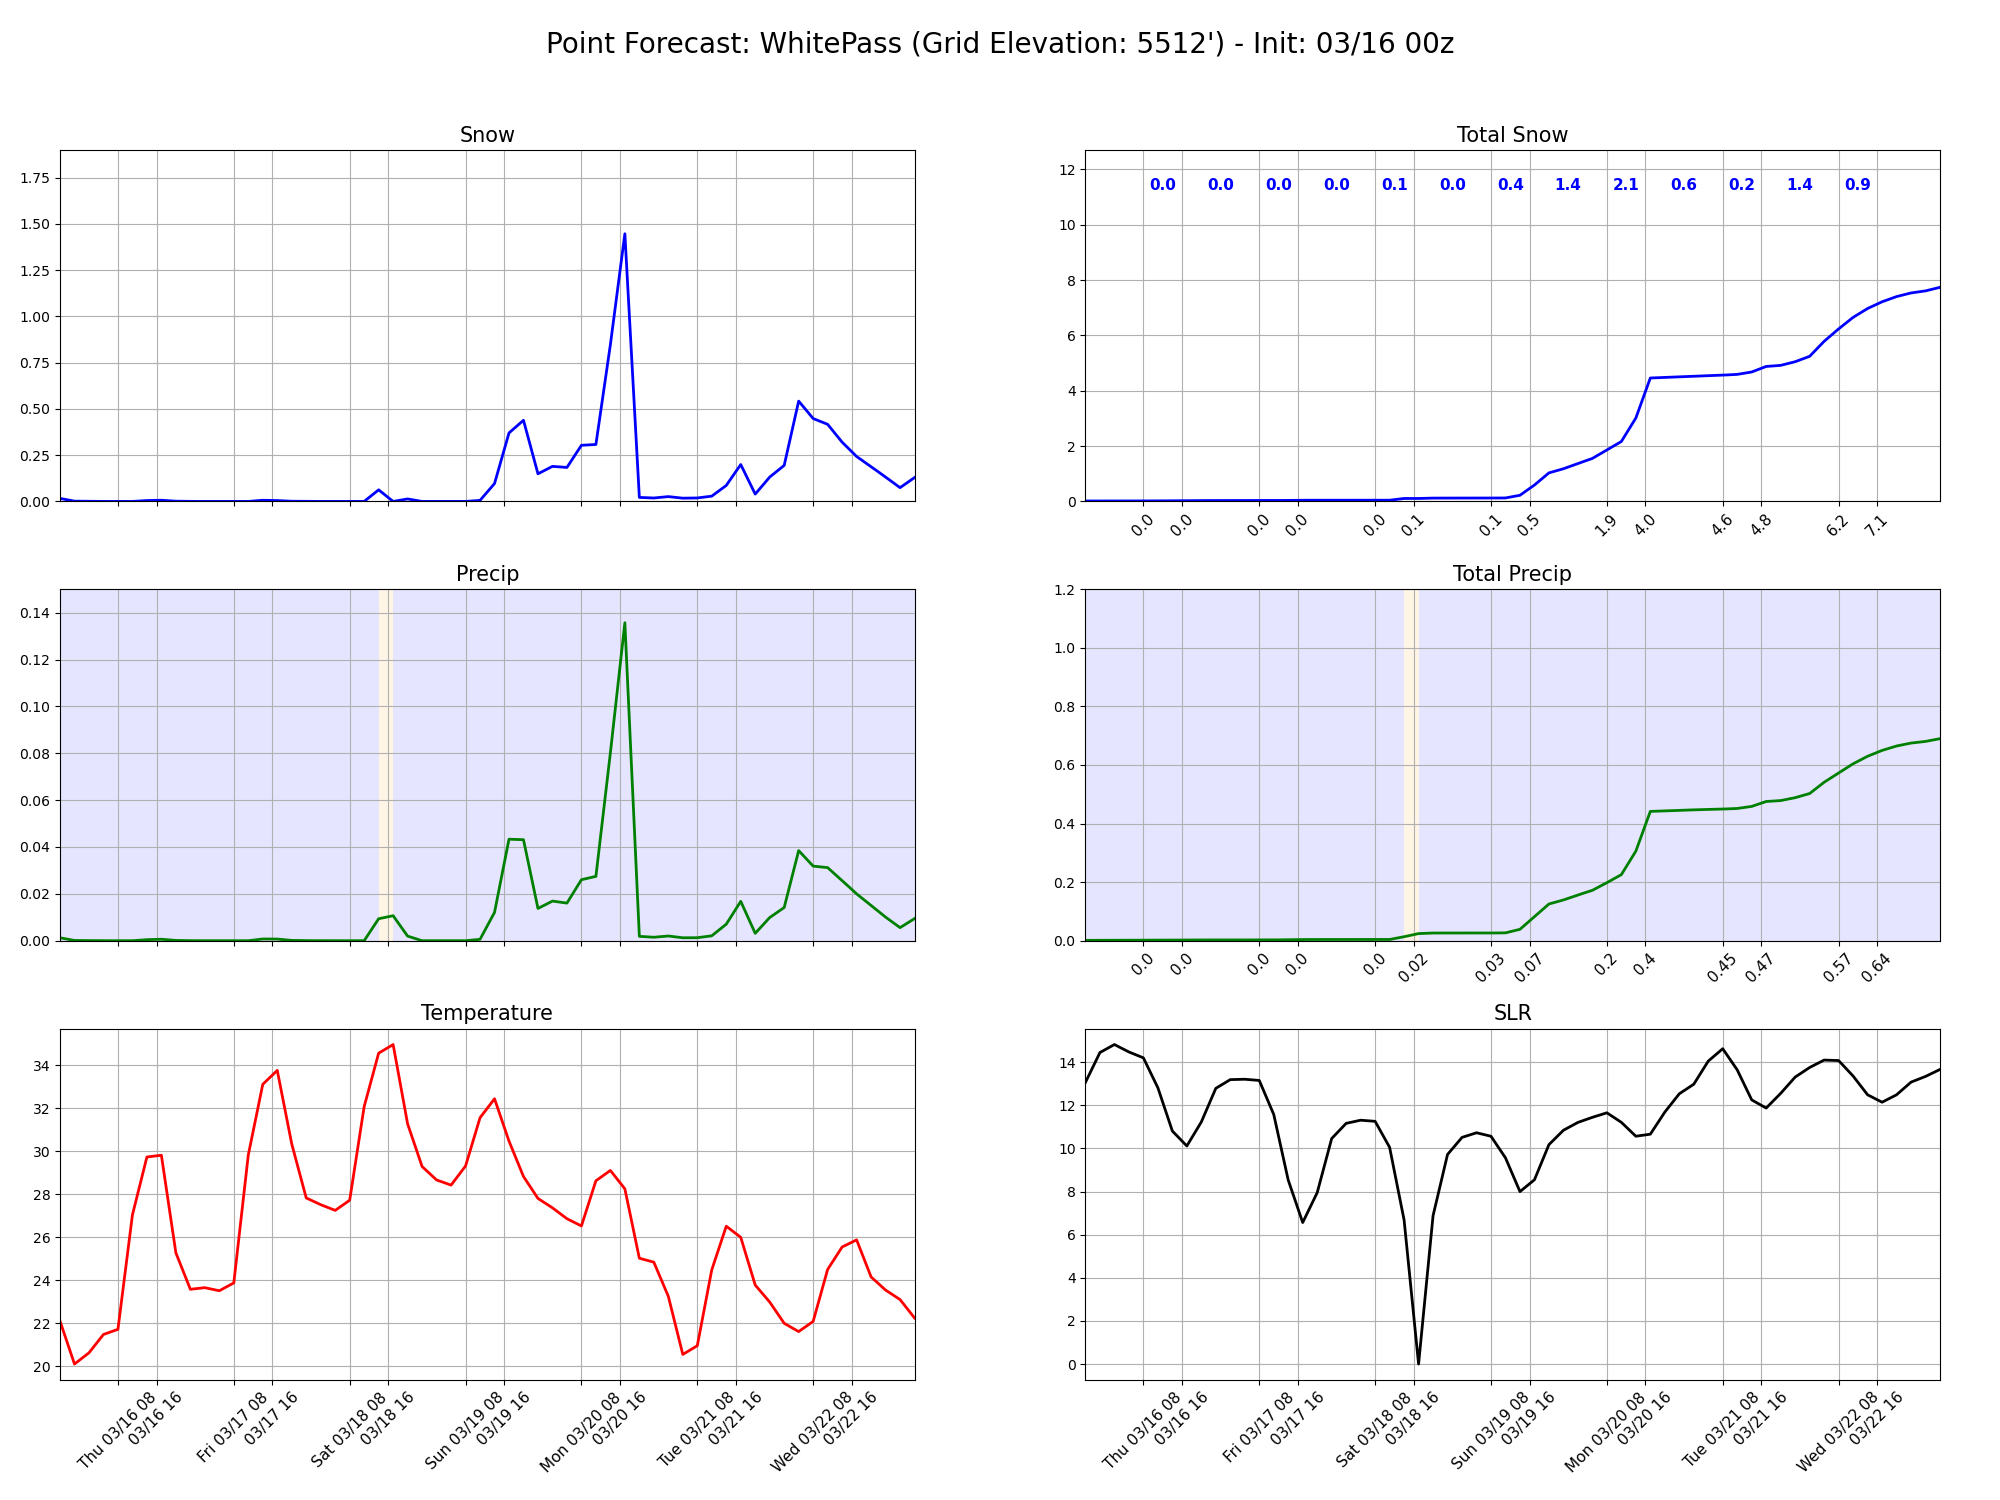 Point Forecast: WhitePass (Grid Elevation: 5512') - Init: 03/16 00z
Snow
1.75
1.50
1.25
1.00
0.75
0.50
0.25
0.00
Total Snow
0.0 0.0 0.0 0.0 0.1 0.0 0.4 1.4 2.1 0.6 0.2 1.4 0.9
12
10
8
6
4
2
0
0.0 0.0 0.0 0.0 0.0 0.1 0.1 0.5 1.9 4.0 4.6 4.8 6.2 7.1
Precip
0.14
0.12
0.10
0.08
0.06
0.04
0.02
0.00
Total Precip
1.2
1.0
0.8
0.6
0.4
0.2
0.0
0.0 0.0 0.0 0.0 0.0 0.02 0.03 0.07 0.2 0.4 0.45 0.47 0.57 0.64
Temperature
34
32
30
28
26
24
22
20
Thu 03/16 08
03/16 16
Fri 03/17 08
03/17 16
Sat 03/18 08
03/18 16
Sun 03/19 08
03/19 16
Mon 03/20 08
03/20 16
Tue 03/21 08
03/21 16
Wed 03/22 08
03/22 16
SLR
14
12
10
8
6
4
2
0
Thu 03/16 08
03/16 16
Fri 03/17 08
03/17 16
Sat 03/18 08
03/18 16
Sun 03/19 08
03/19 16
Mon 03/20 08
03/20 16
Tue 03/21 08
03/21 16
Wed 03/22 08
03/22 16